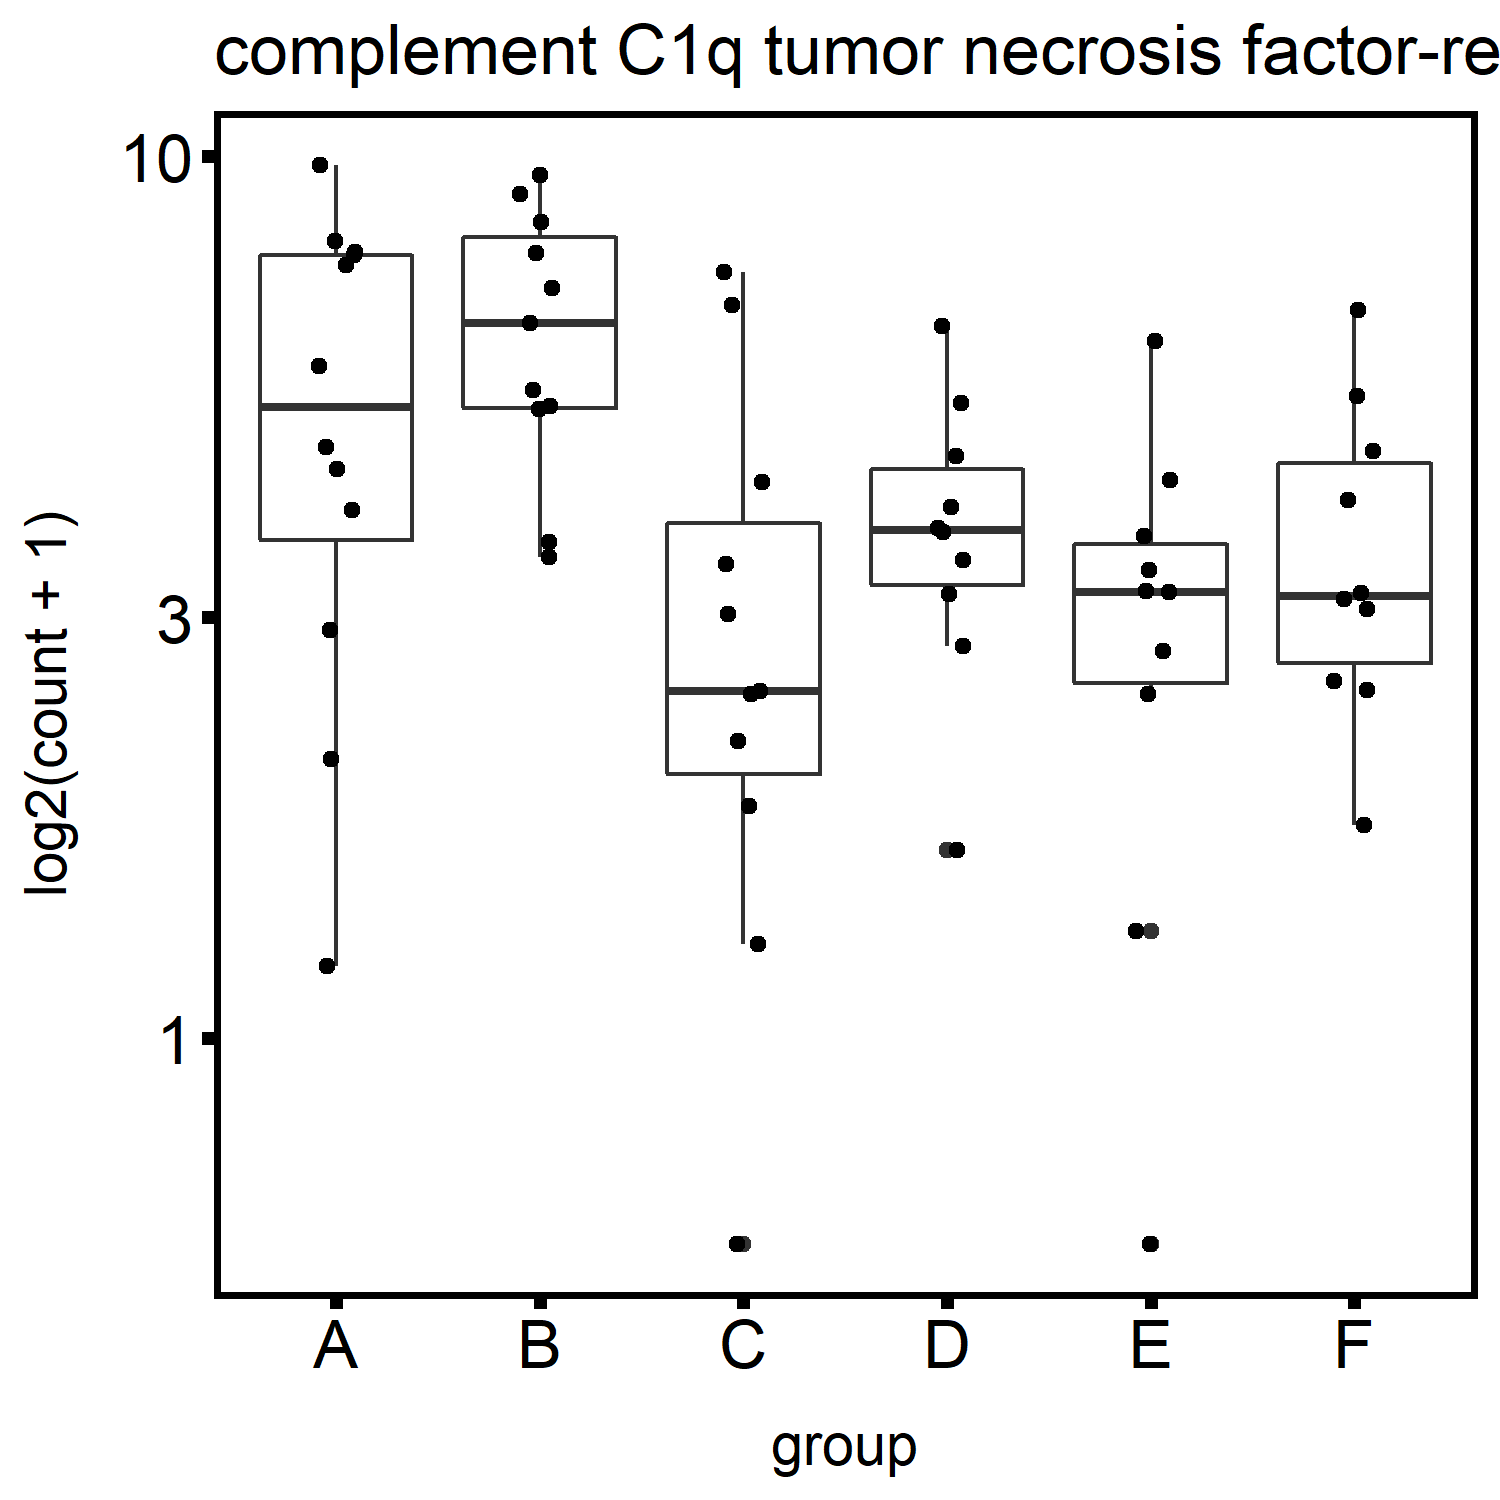 complement C1q tumor necrosis factor-re
10
3
1
log2(count + 1)
A B C D E F
group